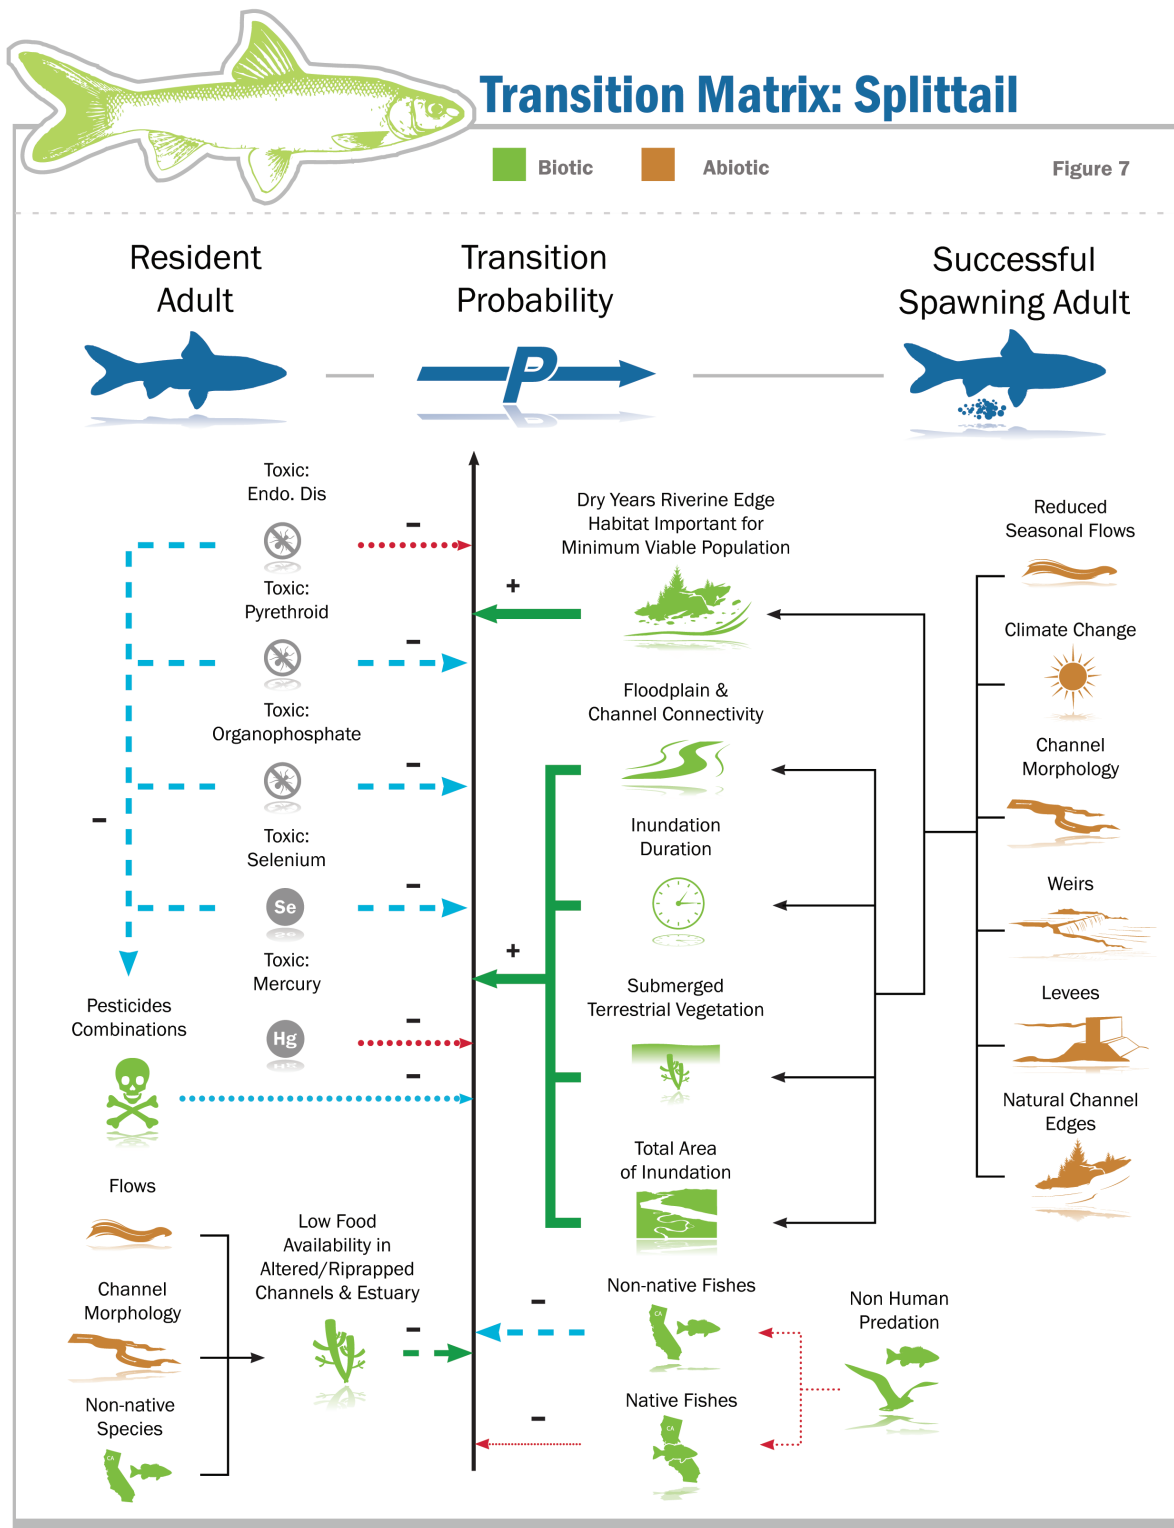 Transition Matrix: Splittail
Biotic
Abiotic
Figure 7
Resident
Adult
Transition
Probability
Successful
Spawning Adult
P
Toxic:
Endo. Dis
–
Toxic:
Pyrethroid
–
Toxic:
Organophosphate
–
–
Toxic:
Selenium
–
Se
Toxic:
Mercury
–
Hg
Pesticides
Combinations
–
Flows
Channel
Morphology
Non-native
Species
CA
Low Food
Availability in
Altered/Riprapped
Channels & Estuary
–
Dry Years Riverine Edge
Habitat Important for
Minimum Viable Population
+
Floodplain &
Channel Connectivity
Inundation
Duration
+
Submerged
Terrestrial Vegetation
Total Area
of Inundation
Non-native Fishes
–
CA
Native Fishes
–
CA
Non Human
Predation
Reduced
Seasonal Flows
Climate Change
Channel
Morphology
Weirs
Levees
Natural Channel
Edges